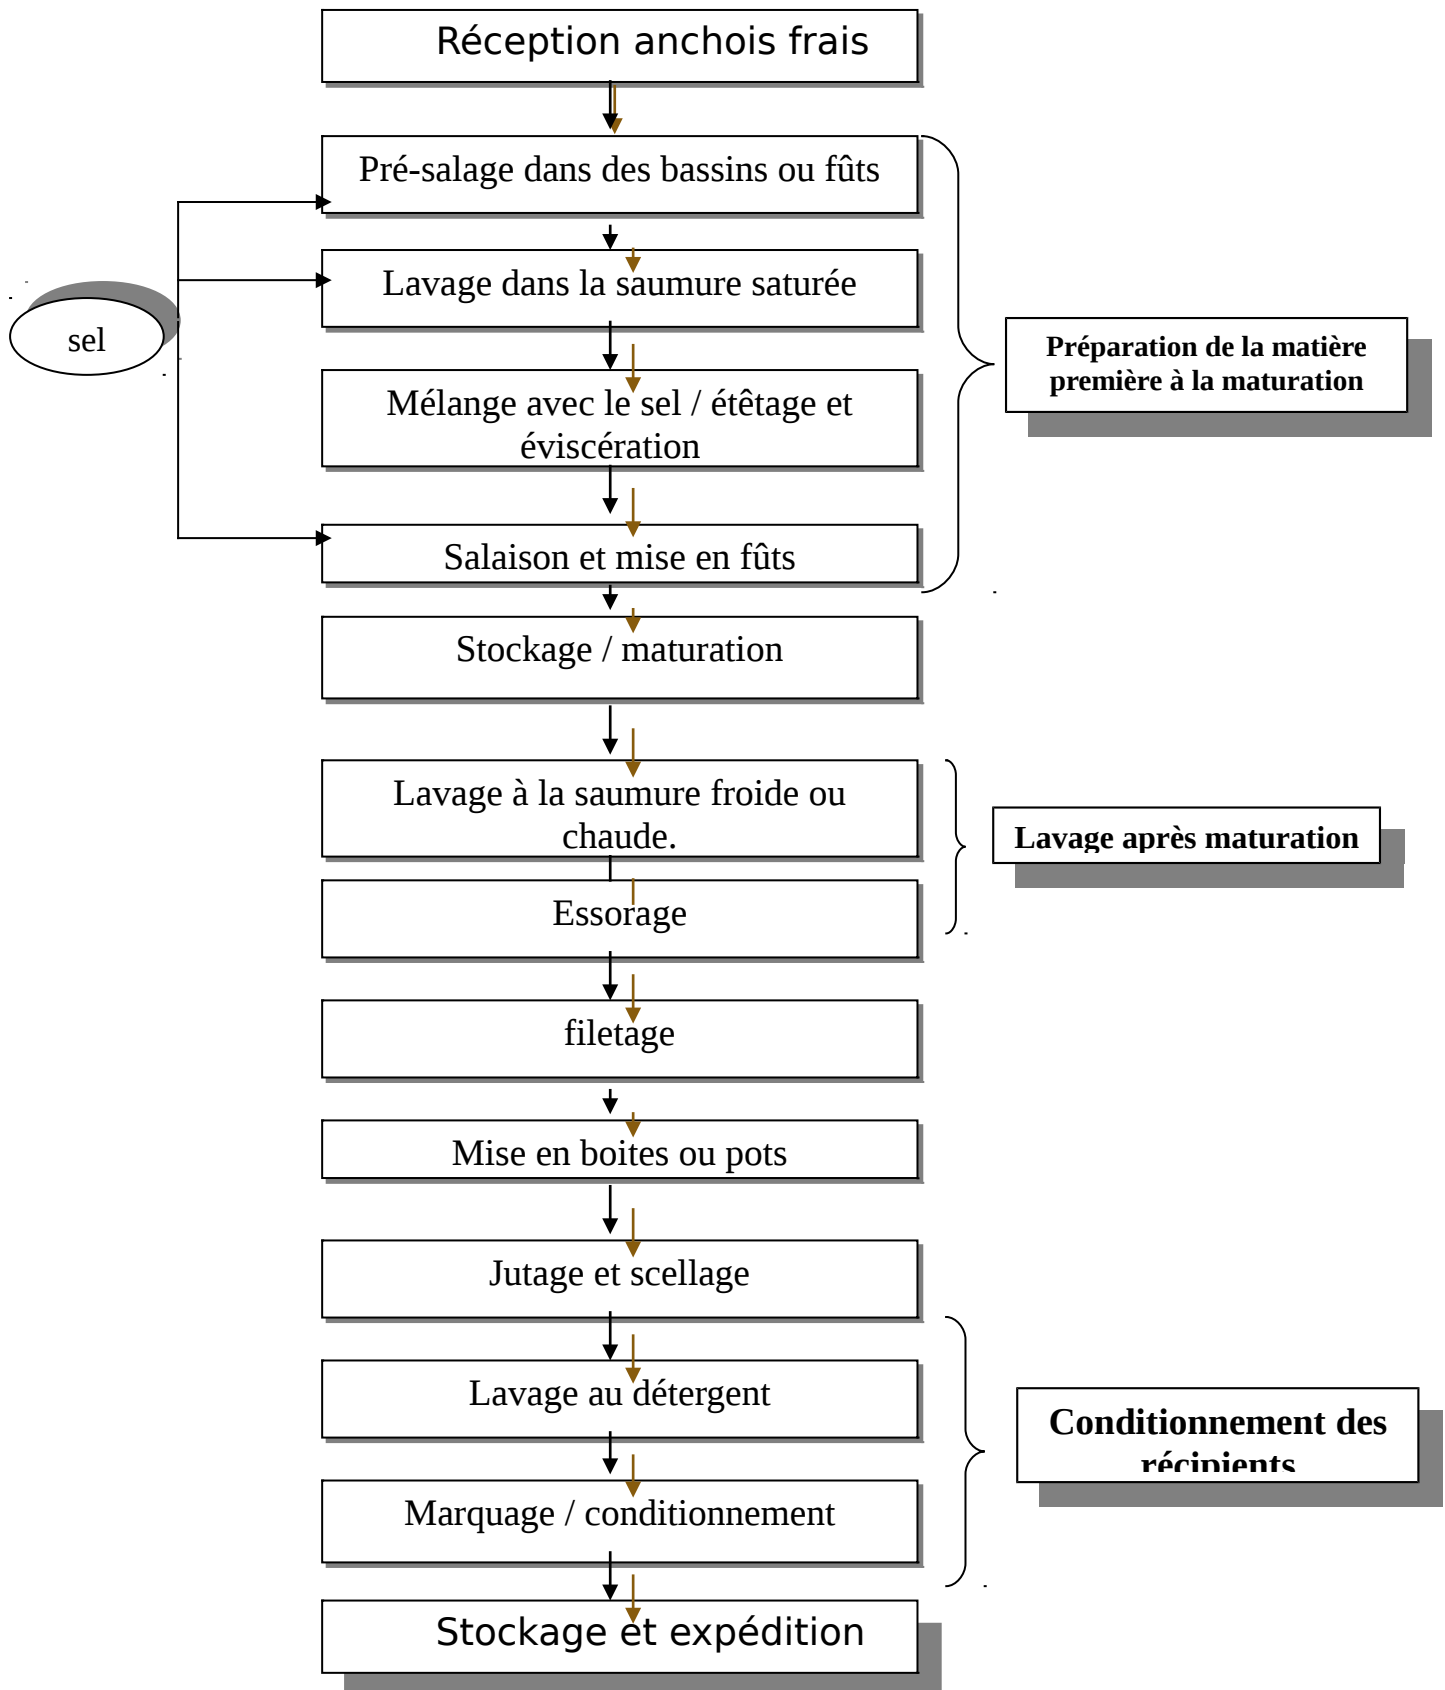 Réception anchois frais
Pré-salage dans des bassins ou fûts
Lavage dans la saumure saturée
sel
Mélange avec le sel / étêtage et
éviscération
Préparation de la matière
première à la maturation
Salaison et mise en fûts
Stockage / maturation
Lavage à la saumure froide ou
chaude.
Lavage après maturation
Essorage
filetage
Mise en boites ou pots
Jutage et scellage
Lavage au détergent
Conditionnement des
récipients
Marquage / conditionnement
Stockage et expédition